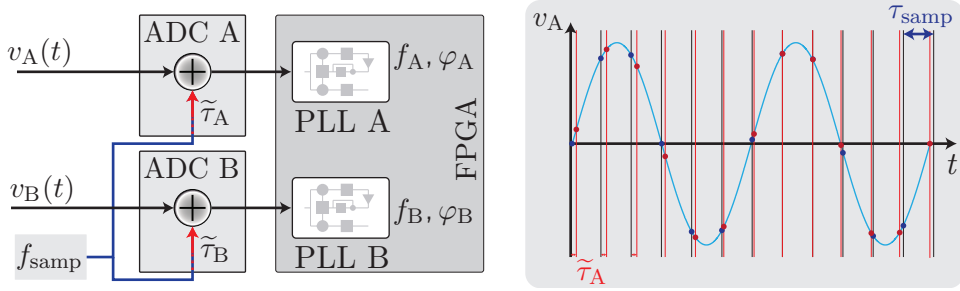 ADC A
v_A(t)
τ̃_A
f_A, φ_A
PLL A
FPGA
ADC B
v_B(t)
τ̃_B
f_B, φ_B
PLL B
f_samp
v_A
τ_samp
t
τ̃_A